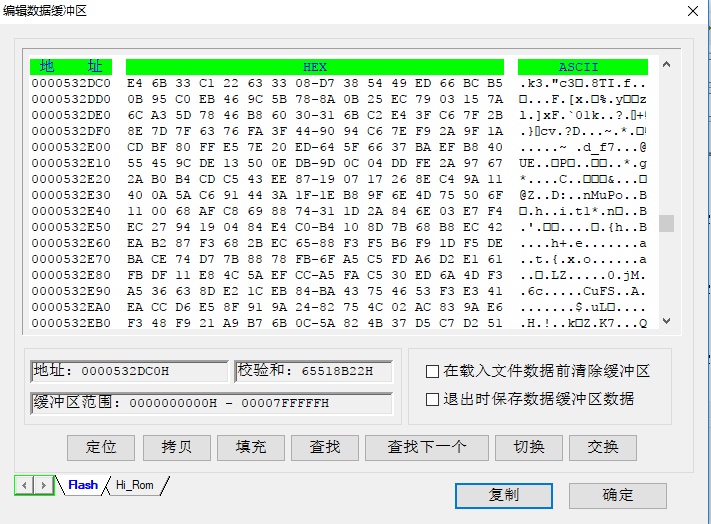 编辑数据缓冲区
地 址 HEX ASCII
0000532DC0 E4 6B 33 C1 22 63 33 08-D7 38 54 49 ED 66 BC B5 .k3."c3□.8TI.f..
0000532DD0 0B 95 C0 EB 46 9C 5B 78-8A 0B 25 EC 79 03 15 7A □...F.[x.□%.y□□z
0000532DE0 6C A3 5D 78 46 B8 60 30-31 6B C2 E4 3F C6 7F 2B l.]xF.`01k..?.▯+
0000532DF0 8E 7D 7F 63 76 FA 3F 44-90 94 C6 7E F2 2A 9F 1A .}▯cv.?D...~.*.□
0000532E00 CD BF 80 FF E5 7E 20 ED-64 5F 66 37 BA EF B8 40 .....~ .d_f7...@
0000532E10 55 45 9C DE 13 50 0E DB-9D 0C 04 DD FE 2A 97 67 UE..□P□..□□..*.g
0000532E20 2A B0 B4 CD C5 43 EE 87-19 07 17 26 8E C4 9A 11 *....C..□□□&...□
0000532E30 40 0A 5A C6 91 44 3A 1F-1E B8 9F 6E 4D 75 50 6F @□Z..D:□□..nMuPo
0000532E40 11 00 68 AF C8 69 88 74-31 1D 2A 84 6E 03 E7 F4
0000532E50 EC 27 94 19 04 84 E4 C0-B4 10 8D 7B 68 B8 EC 42
0000532E60 EA B2 87 F3 68 2B EC 65-88 F3 F5 B6 F9 1D F5 DE
0000532E70 BA CE 74 D7 7B 88 78 FB-6F A5 C5 FD A6 D2 E1 61
0000532E80 FB DF 11 E8 4C 5A EF CC-A5 FA C5 30 ED 6A 4D F3
0000532E90 A5 36 63 8D E2 1C EB 84-BA 43 75 46 53 F3 E3 41 .6c..□...CuFS..A
0000532EA0 EA CC D6 E5 8F 91 9A 24-82 75 4C 02 AC 83 9A E6 .......$.uL□....
0000532EB0 F3 48 F9 21 A9 B7 6B 0C-5A 82 4B 37 D5 C7 D2 51 .H.!..k□Z.K7...Q
地址: 0000532DC0H 校验和: 65518B22H
缓冲区范围: 0000000000H - 00007FFFFFH
在载入文件数据前清除缓冲区
退出时保存数据缓冲区数据
定位 拷贝 填充 查找 查找下一个 切换 交换
Flash Hi_Rom
复制 确定